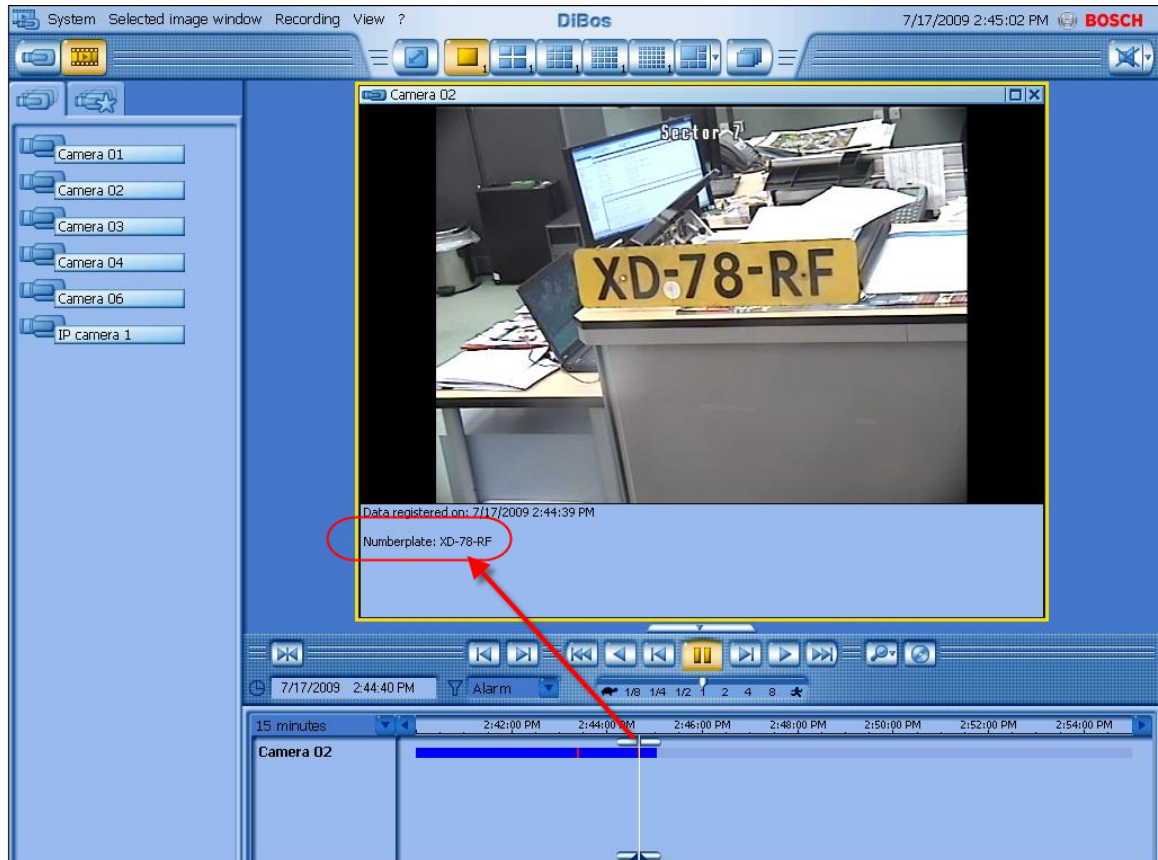 System Selected image window Recording View ? DiBos 7/17/2009 2:45:02 PM BOSCH
1 1 1 1 1
Camera 02
Camera 01
Camera 02
Camera 03
Camera 04
Camera 06
IP camera 1
Sector 7
XD-78-RF
Data registered on: 7/17/2009 2:44:39 PM
Numberplate: XD-78-RF
7/17/2009 2:44:40 PM Alarm 1/8 1/4 1/2 1 2 4 8
15 minutes 2:42:00 PM 2:44:00 PM 2:46:00 PM 2:48:00 PM 2:50:00 PM 2:52:00 PM 2:54:00 PM
Camera 02